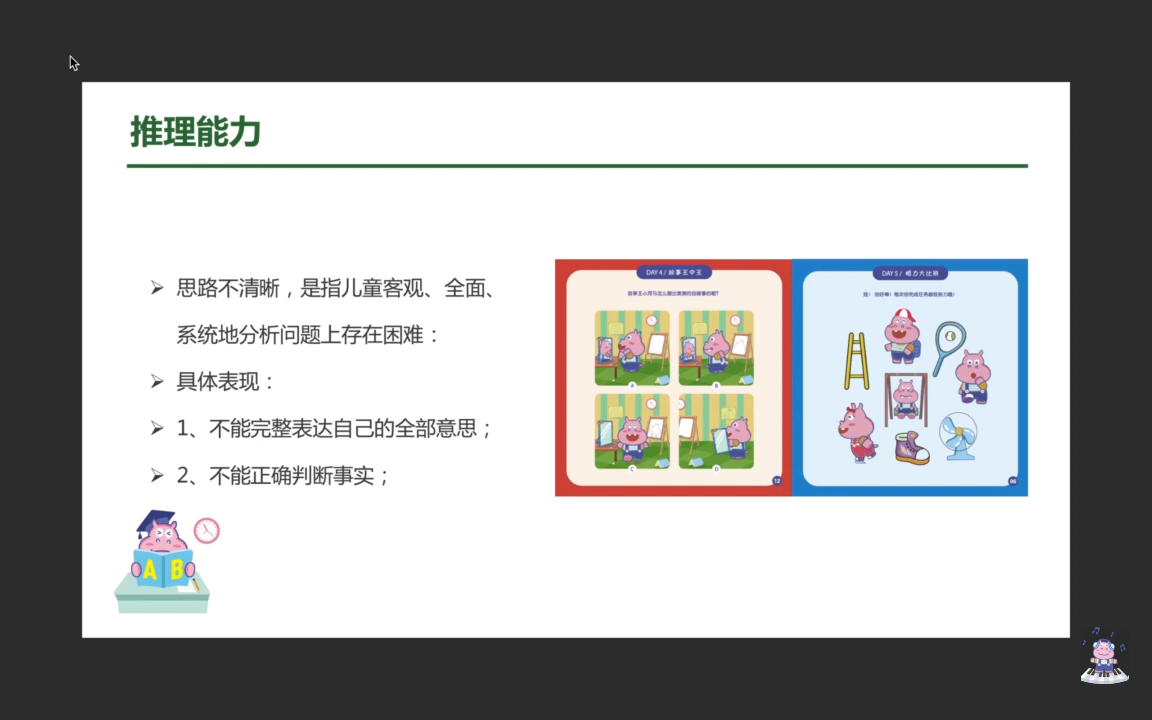 推理能力
➢ 思路不清晰，是指儿童客观、全面、
系统地分析问题上存在困难：
➢ 具体表现：
➢ 1、不能完整表达自己的全部意思；
➢ 2、不能正确判断事实；
A B
DAY 4 / 故事王中王
A
B
C
D
12
DAY 5 / 眼力大比拼
06